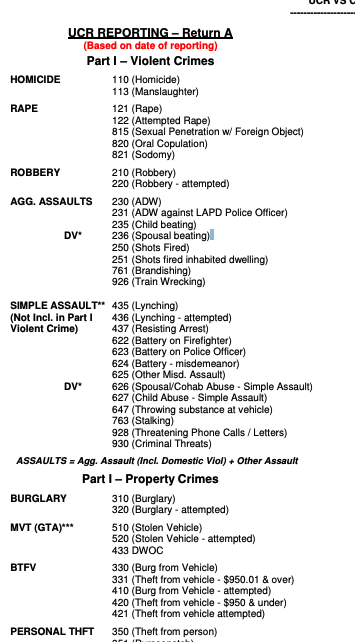 UCR REPORTING – Return A
(Based on date of reporting)
Part I – Violent Crimes
HOMICIDE 110 (Homicide)
113 (Manslaughter)
RAPE 121 (Rape)
122 (Attempted Rape)
815 (Sexual Penetration w/ Foreign Object)
820 (Oral Copulation)
821 (Sodomy)
ROBBERY 210 (Robbery)
220 (Robbery - attempted)
AGG. ASSAULTS 230 (ADW)
231 (ADW against LAPD Police Officer)
235 (Child beating)
DV* 236 (Spousal beating)
250 (Shots Fired)
251 (Shots fired inhabited dwelling)
761 (Brandishing)
926 (Train Wrecking)
SIMPLE ASSAULT** 435 (Lynching)
(Not Incl. in Part I 436 (Lynching - attempted)
Violent Crime) 437 (Resisting Arrest)
622 (Battery on Firefighter)
623 (Battery on Police Officer)
624 (Battery - misdemeanor)
625 (Other Misd. Assault)
DV* 626 (Spousal/Cohab Abuse - Simple Assault)
627 (Child Abuse - Simple Assault)
647 (Throwing substance at vehicle)
763 (Stalking)
928 (Threatening Phone Calls / Letters)
930 (Criminal Threats)
ASSAULTS = Agg. Assault (Incl. Domestic Viol) + Other Assault
Part I – Property Crimes
BURGLARY 310 (Burglary)
320 (Burglary - attempted)
MVT (GTA)*** 510 (Stolen Vehicle)
520 (Stolen Vehicle - attempted)
433 DWOC
BTFV 330 (Burg from Vehicle)
331 (Theft from vehicle - $950.01 & over)
410 (Burg from Vehicle - attempted)
420 (Theft from vehicle - $950 & under)
421 (Theft from vehicle attempted)
PERSONAL THFT 350 (Theft from person)